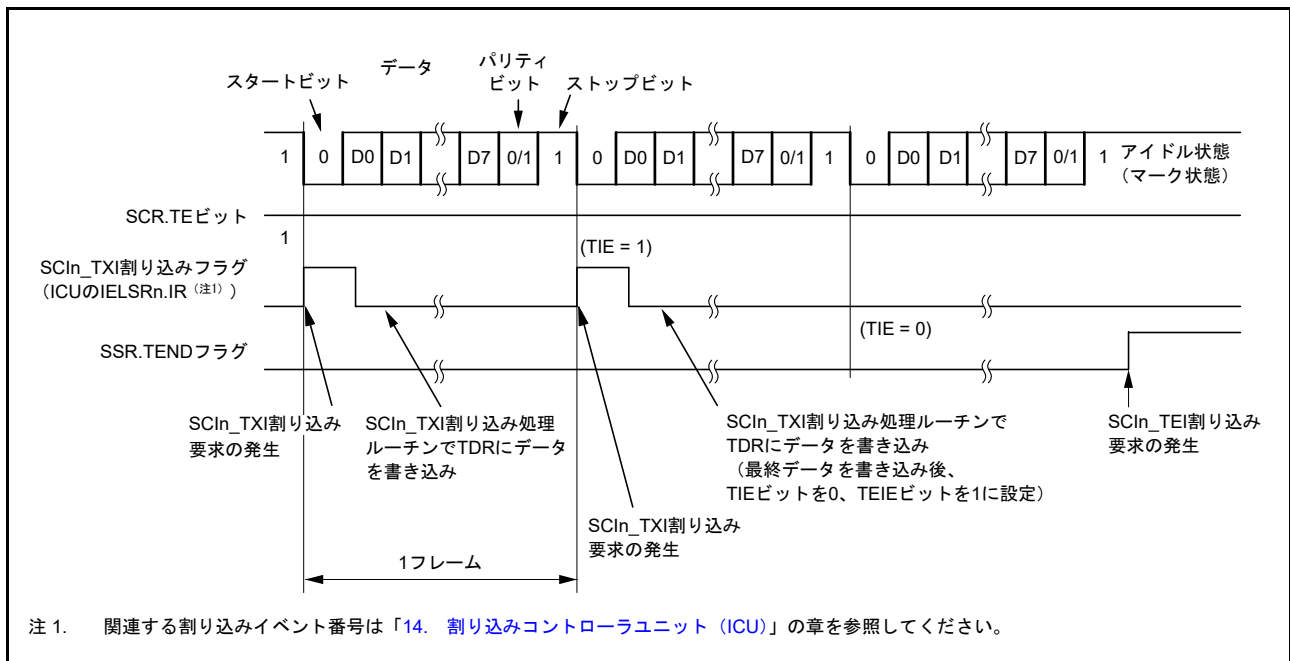 スタートビット
データ
パリティ
ビット
ストップビット
1 0 D0 D1 D7 0/1 1 0 D0 D1 D7 0/1 1 0 D0 D1 D7 0/1 1 アイドル状態
（マーク状態）
SCR.TEビット
1
(TIE = 1)
SCIn_TXI割り込みフラグ
（ICUのIELSRn.IR（注1））
(TIE = 0)
SSR.TENDフラグ
SCIn_TXI割り込み
要求の発生
SCIn_TXI割り込み処理
ルーチンでTDRにデータ
を書き込み
SCIn_TXI割り込み処理ルーチンで
TDRにデータを書き込み
（最終データを書き込み後、
TIEビットを0、TEIEビットを1に設定）
SCIn_TEI割り込み
要求の発生
SCIn_TXI割り込み
要求の発生
1フレーム
注 1. 関連する割り込みイベント番号は「14. 割り込みコントローラユニット（ICU）」の章を参照してください。